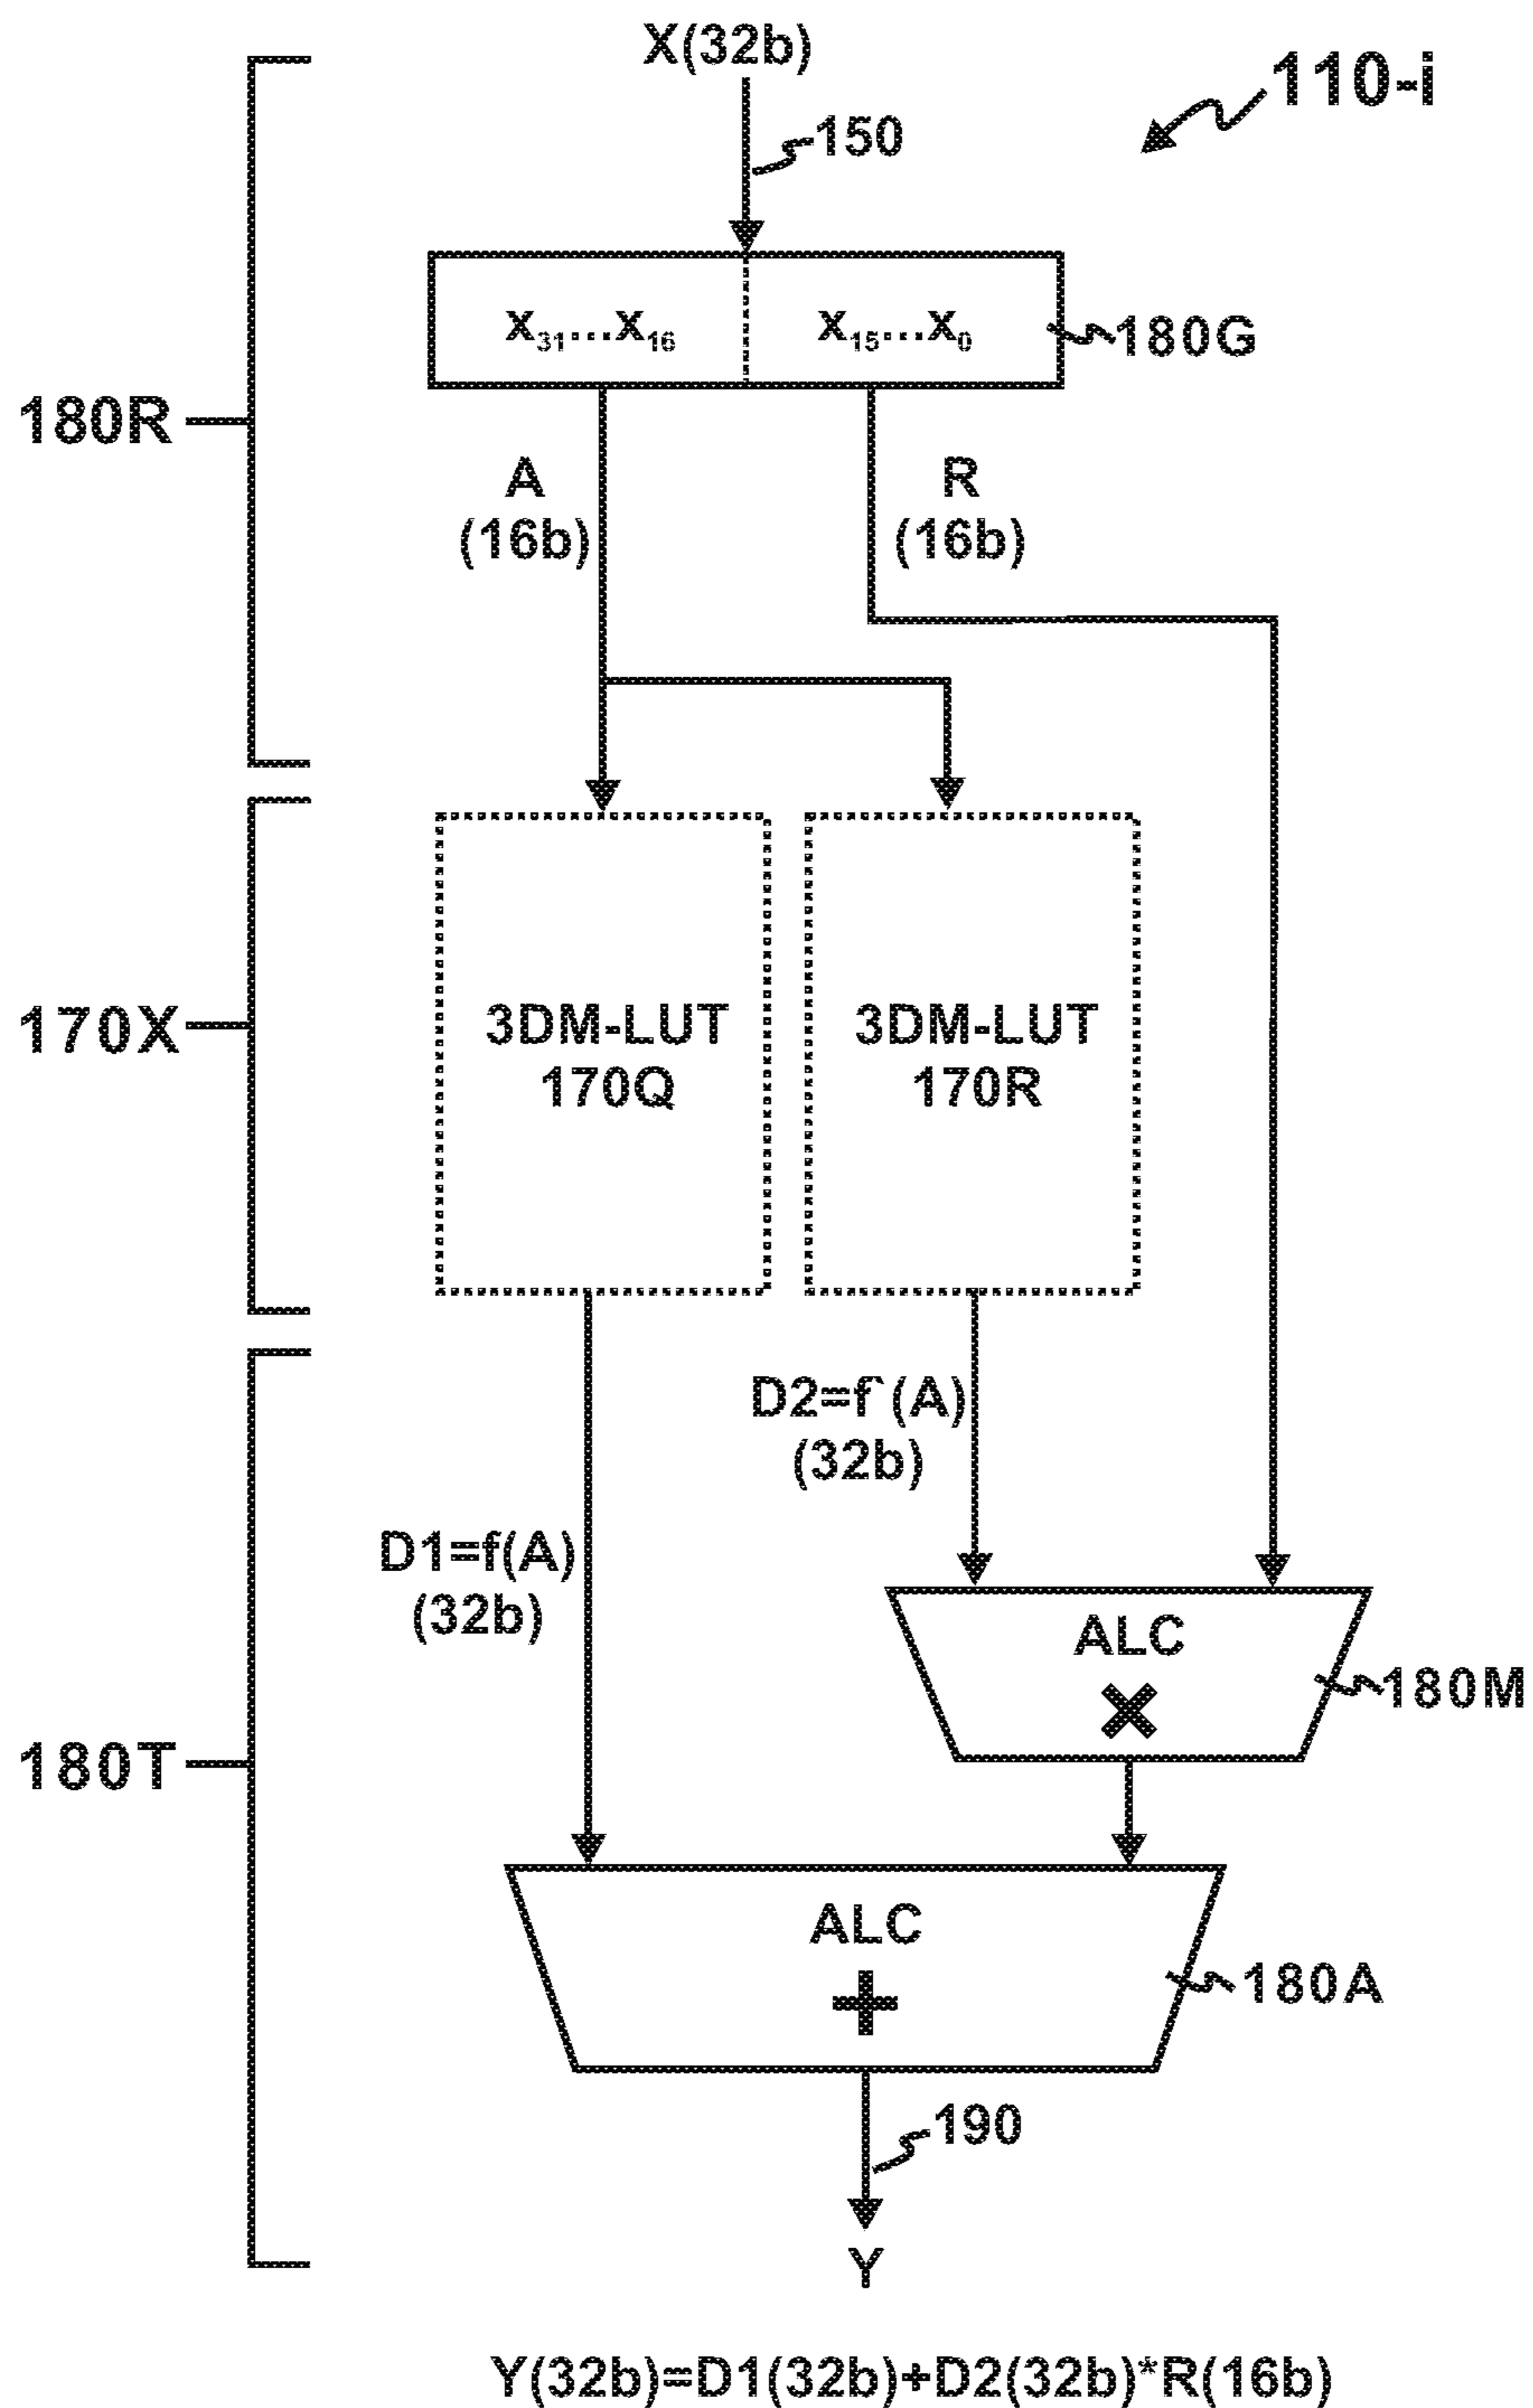 X(32b)
110-i
150
X31...X16
X15...X0
180G
180R
A
(16b)
R
(16b)
170X
3DM-LUT
170Q
3DM-LUT
170R
D2=f`(A)
(32b)
D1=f(A)
(32b)
ALC
×
180M
180T
ALC
+
180A
190
Y
Y(32b)=D1(32b)+D2(32b)*R(16b)